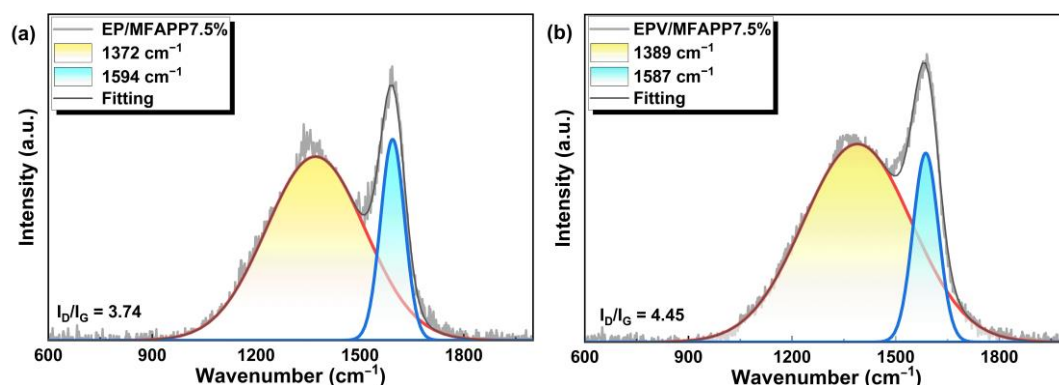 (a)
EP/MFAPP7.5%
1372 cm⁻¹
1594 cm⁻¹
Fitting
Intensity (a.u.)
I_D/I_G = 3.74
600 900 1200 1500 1800
Wavenumber (cm⁻¹)
(b)
EPV/MFAPP7.5%
1389 cm⁻¹
1587 cm⁻¹
Fitting
Intensity (a.u.)
I_D/I_G = 4.45
600 900 1200 1500 1800
Wavenumber (cm⁻¹)